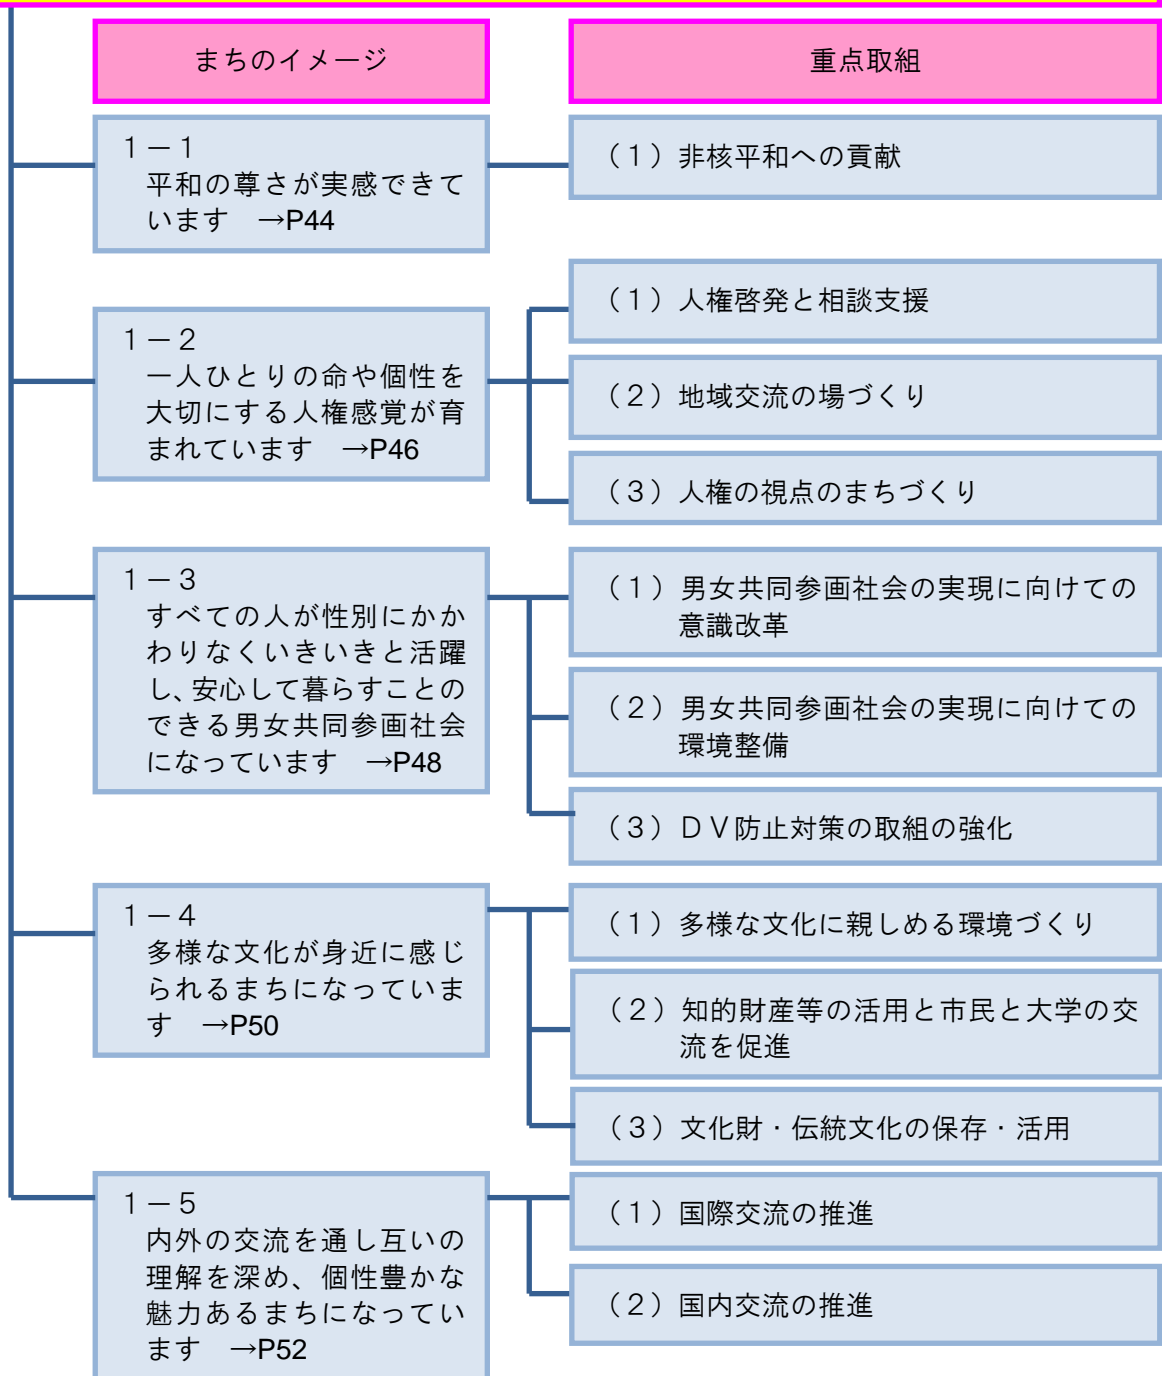 まちのイメージ
重点取組
1－1
平和の尊さが実感できて
います　→P44
（1）非核平和への貢献
1－2
一人ひとりの命や個性を
大切にする人権感覚が育
まれています　→P46
（1）人権啓発と相談支援
（2）地域交流の場づくり
（3）人権の視点のまちづくり
1－3
すべての人が性別にかか
わりなくいきいきと活躍
し、安心して暮らすことの
できる男女共同参画社会
になっています　→P48
（1）男女共同参画社会の実現に向けての
意識改革
（2）男女共同参画社会の実現に向けての
環境整備
（3）ＤＶ防止対策の取組の強化
1－4
多様な文化が身近に感じ
られるまちになっていま
す　→P50
（1）多様な文化に親しめる環境づくり
（2）知的財産等の活用と市民と大学の交
流を促進
（3）文化財・伝統文化の保存・活用
1－5
内外の交流を通し互いの
理解を深め、個性豊かな
魅力あるまちになってい
ます　→P52
（1）国際交流の推進
（2）国内交流の推進